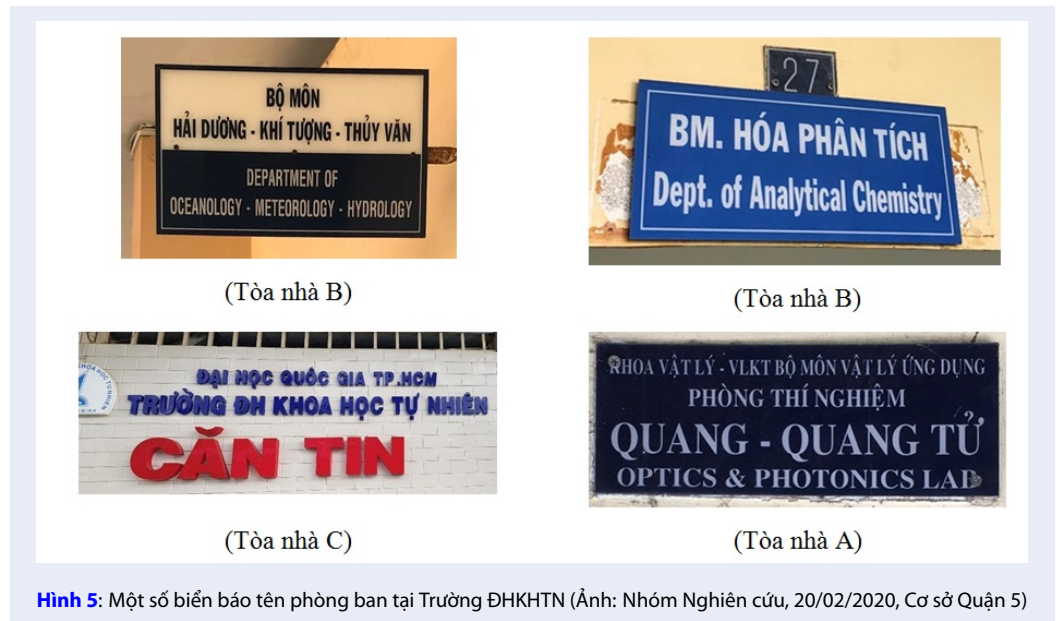 BỘ MÔN
HẢI DƯƠNG - KHÍ TƯỢNG - THỦY VĂN
DEPARTMENT OF
OCEANOLOGY - METEOROLOGY - HYDROLOGY
(Tòa nhà B)
27
BM. HÓA PHÂN TÍCH
Dept. of Analytical Chemistry
(Tòa nhà B)
ĐẠI HỌC QUỐC GIA TP.HCM
TRƯỜNG ĐH KHOA HỌC TỰ NHIÊN
CĂN TIN
(Tòa nhà C)
KHOA VẬT LÝ - VLKT BỘ MÔN VẬT LÝ ỨNG DỤNG
PHÒNG THÍ NGHIỆM
QUANG - QUANG TỬ
OPTICS & PHOTONICS LAB
(Tòa nhà A)
Hình 5: Một số biển báo tên phòng ban tại Trường ĐHKHTN (Ảnh: Nhóm Nghiên cứu, 20/02/2020, Cơ sở Quận 5)